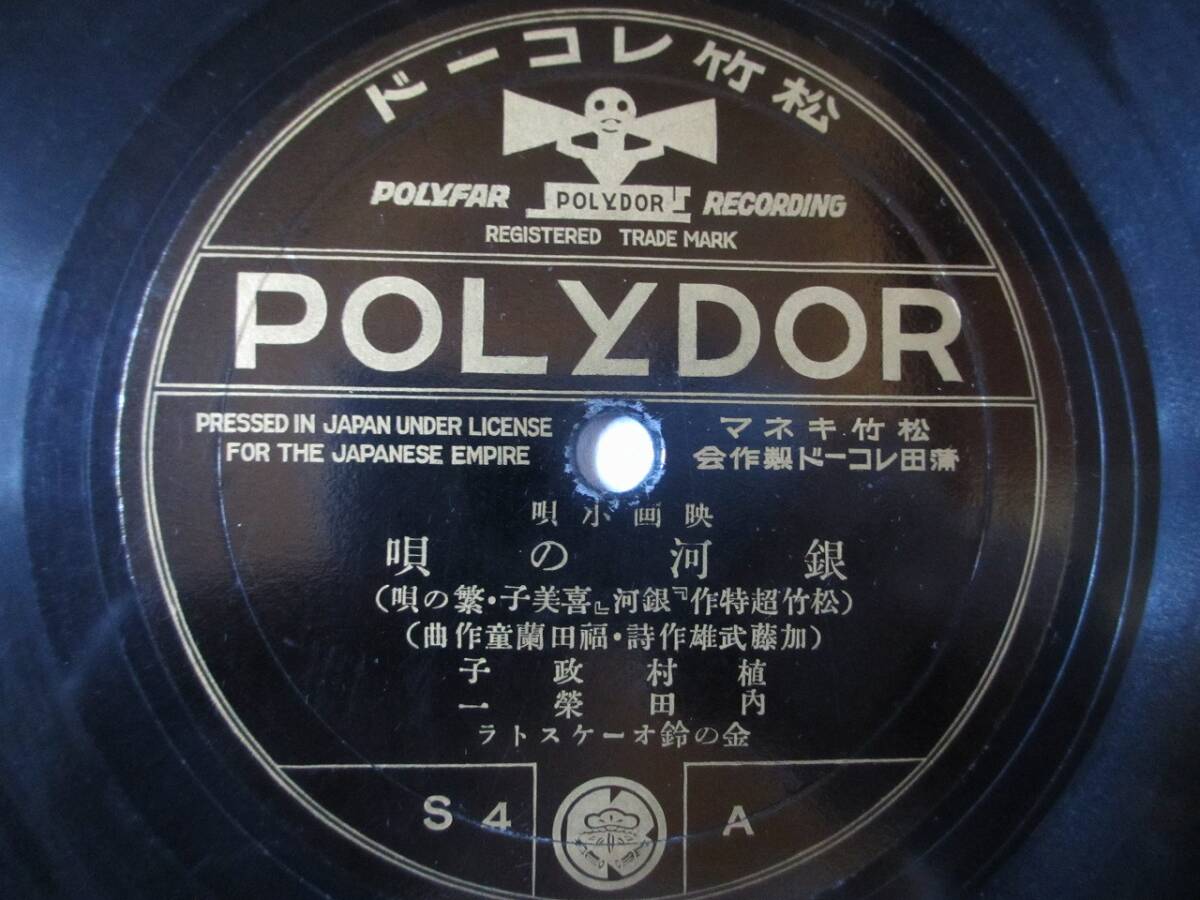 松竹レコード
POLYFAR POLYDOR RECORDING
REGISTERED TRADE MARK
POLYDOR
PRESSED IN JAPAN UNDER LICENSE
FOR THE JAPANESE EMPIRE
松竹キネマ
蒲田レコード製作会
映画小唄
銀河の唄
(松竹超特作『銀河』喜美子・繁の唄)
(加藤武雄作詩・福田蘭童作曲)
植村政子
内田榮一
金の鈴オーケストラ
S 4
A